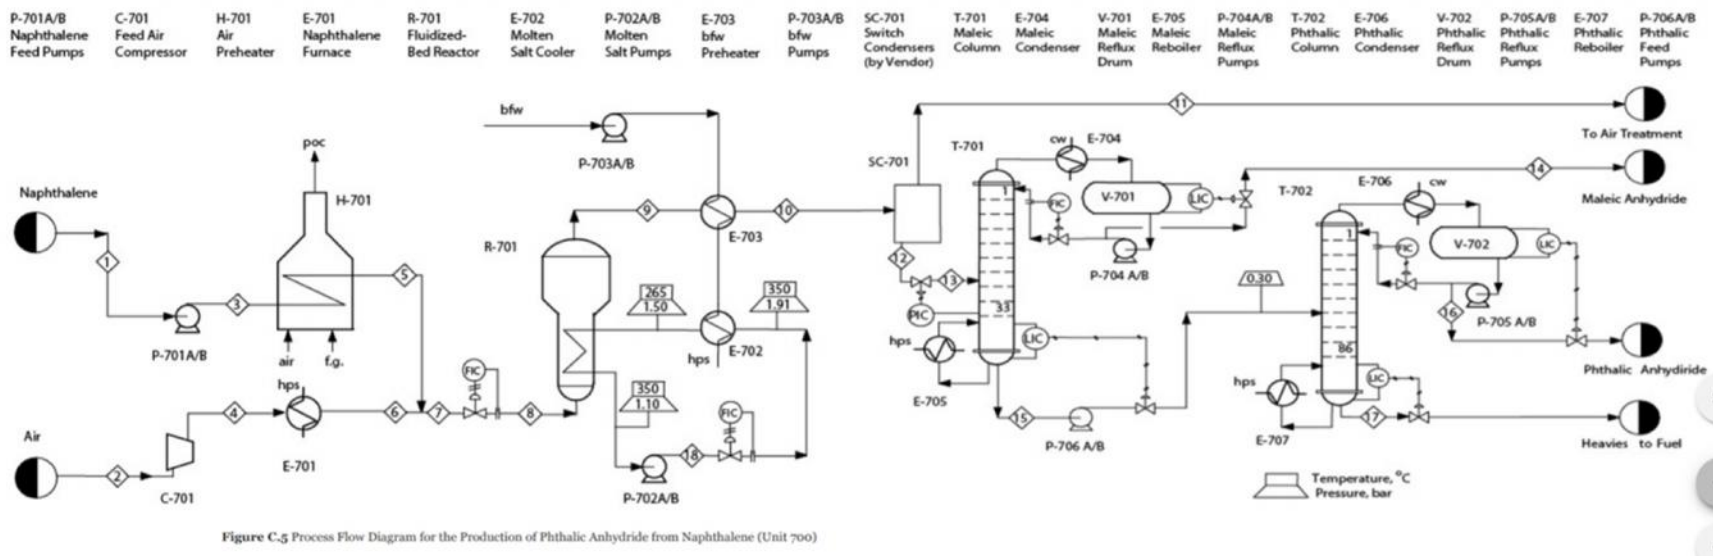 P-701A/B
Naphthalene
Feed Pumps
C-701
Feed Air
Compressor
H-701
Air
Preheater
E-701
Naphthalene
Furnace
R-701
Fluidized-
Bed Reactor
E-702
Molten
Salt Cooler
P-702A/B
Molten
Salt Pumps
E-703
bfw
Preheater
P-703A/B
bfw
Pumps
SC-701
Switch
Condensers
(by Vendor)
T-701
Maleic
Column
E-704
Maleic
Condenser
V-701
Maleic
Reflux
Drum
E-705
Maleic
Reboiler
P-704A/B
Maleic
Reflux
Pumps
T-702
Phthalic
Column
E-706
Phthalic
Condenser
V-702
Phthalic
Reflux
Drum
P-705A/B
Phthalic
Reflux
Pumps
E-707
Phthalic
Reboiler
P-706A/B
Phthalic
Feed
Pumps
bfw
P-703A/B
11
To Air Treatment
poc
Naphthalene
H-701
SC-701
T-701
cw
E-704
14
Maleic Anhydride
1
FIC
V-701
LIC
T-702
E-706
cw
9
10
E-703
R-701
1
3
5
P-701A/B
air
f.g.
12
13
PIC
33
P-704 A/B
1
FIC
V-702
LIC
0.30
265
1.50
350
1.91
hps
E-702
hps
LIC
E-705
16
P-705 A/B
86
Phthalic Anhydiride
hps
4
6
7
FIC
8
350
1.10
FIC
15
P-706 A/B
hps
LIC
17
E-707
Heavies to Fuel
Air
2
C-701
E-701
18
P-702A/B
Temperature, °C
Pressure, bar
Figure C.5 Process Flow Diagram for the Production of Phthalic Anhydride from Naphthalene (Unit 700)